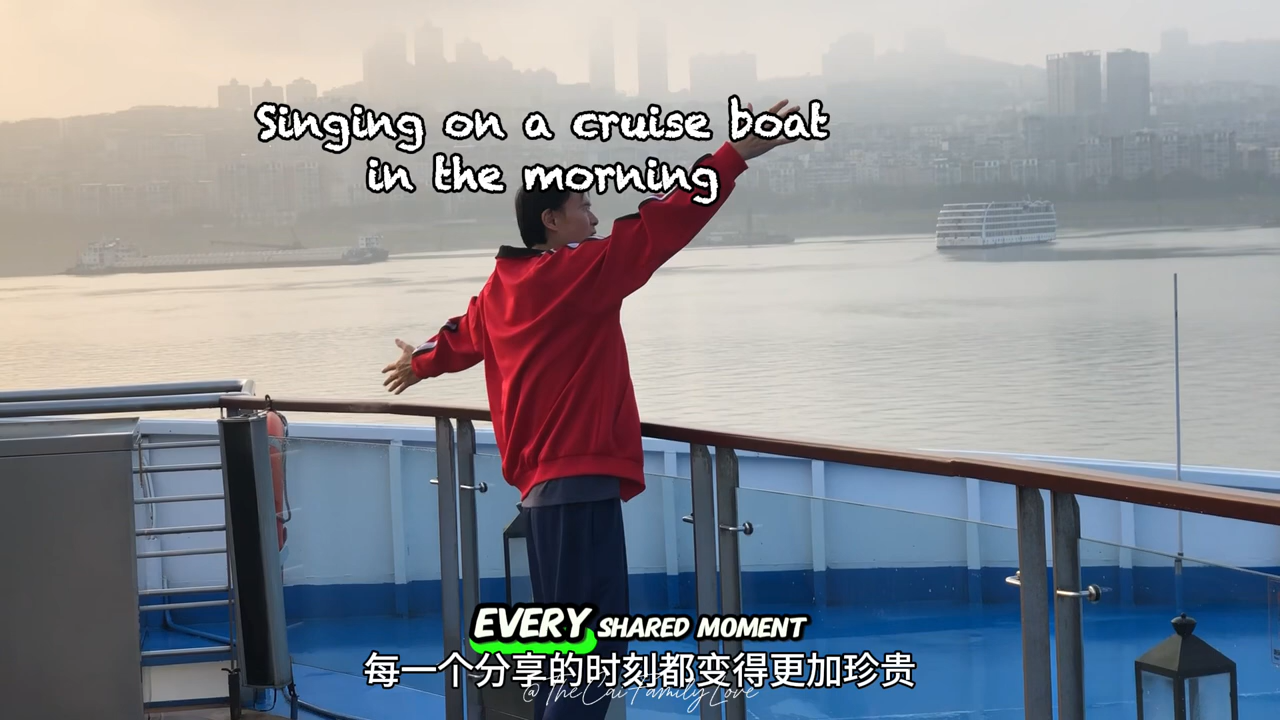 Singing on a cruise boat
in the morning
EVERY SHARED MOMENT
每一个分享的时刻都变得更加珍贵
@TheCaiFamilyLove